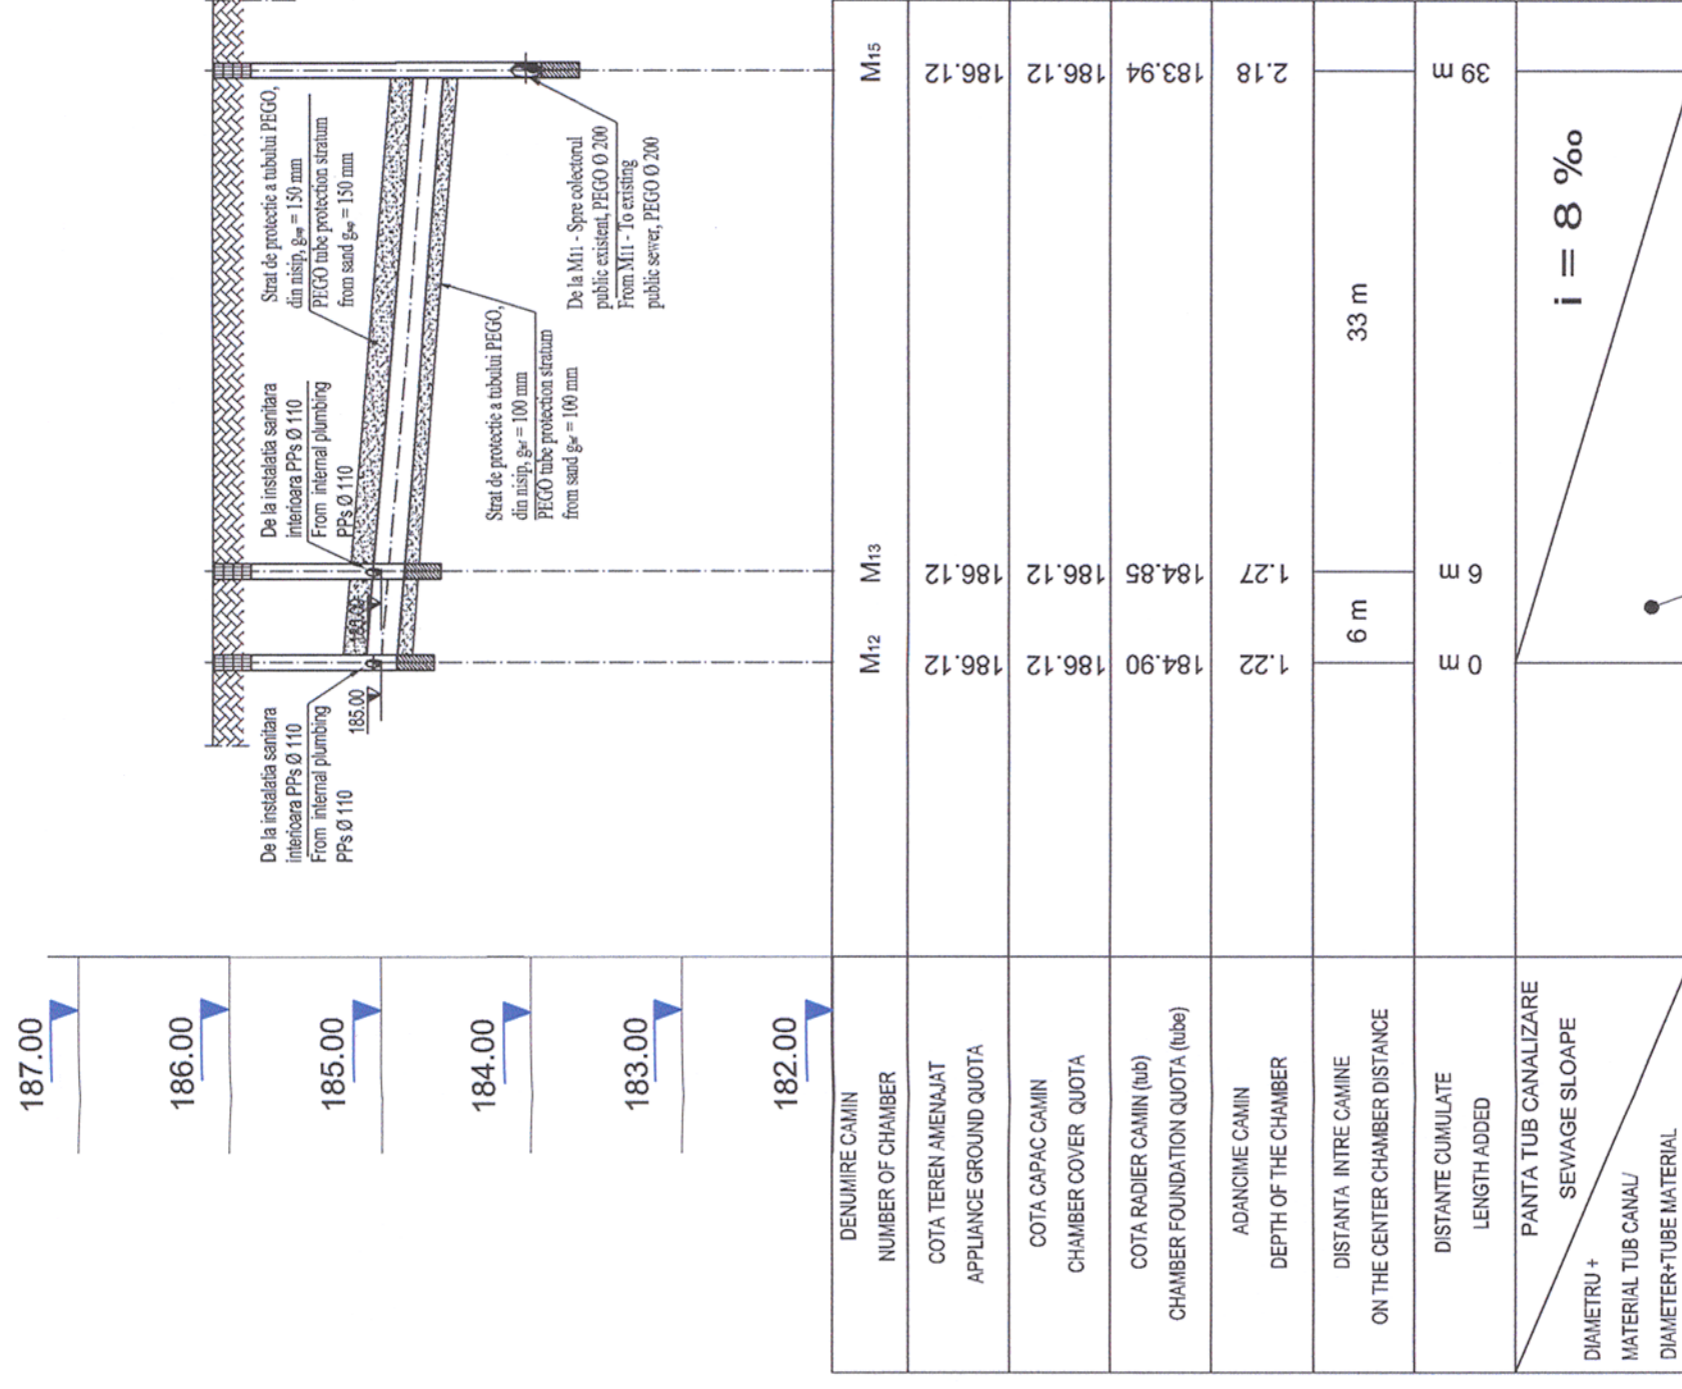 187.00
186.00
185.00
184.00
183.00
182.00
De la instalatia sanitara
interioara PPs Ø 110
From internal plumbing
PPs Ø 110
185.00
De la instalatia sanitara
interioara PPs Ø 110
From internal plumbing
PPs Ø 110
Strat de protectie a tubului PEGO,
din nisip, = 150 mm
PEGO tube protection stratum
from sand = 150 mm
Strat de protectie a tubului PEGO,
din nisip, = 100 mm
PEGO tube protection stratum
from sand = 100 mm
De la M11 - Spre colectorul
public existent, PEGO Ø 200
From M11 - To existing
public sewer, PEGO Ø 200
DENUMIRE CAMIN
NUMBER OF CHAMBER
M12 M13 M15
COTA TEREN AMENAJAT
APPLIANCE GROUND QUOTA
186.12 186.12 186.12
COTA CAPAC CAMIN
CHAMBER COVER QUOTA
186.12 186.12 186.12
COTA RADIER CAMIN (tub)
CHAMBER FOUNDATION QUOTA (tube)
184.90 184.85 183.94
ADANCIME CAMIN
DEPTH OF THE CHAMBER
1.22 1.27 2.18
DISTANTA INTRE CAMINE
ON THE CENTER CHAMBER DISTANCE
6 m 33 m
DISTANTE CUMULATE
LENGTH ADDED
0 m 6 m 39 m
PANTA TUB CANALIZARE
SEWAGE SLOAPE
i = 8 ‰
DIAMETRU +
MATERIAL TUB CANAL/
DIAMETER+TUBE MATERIAL